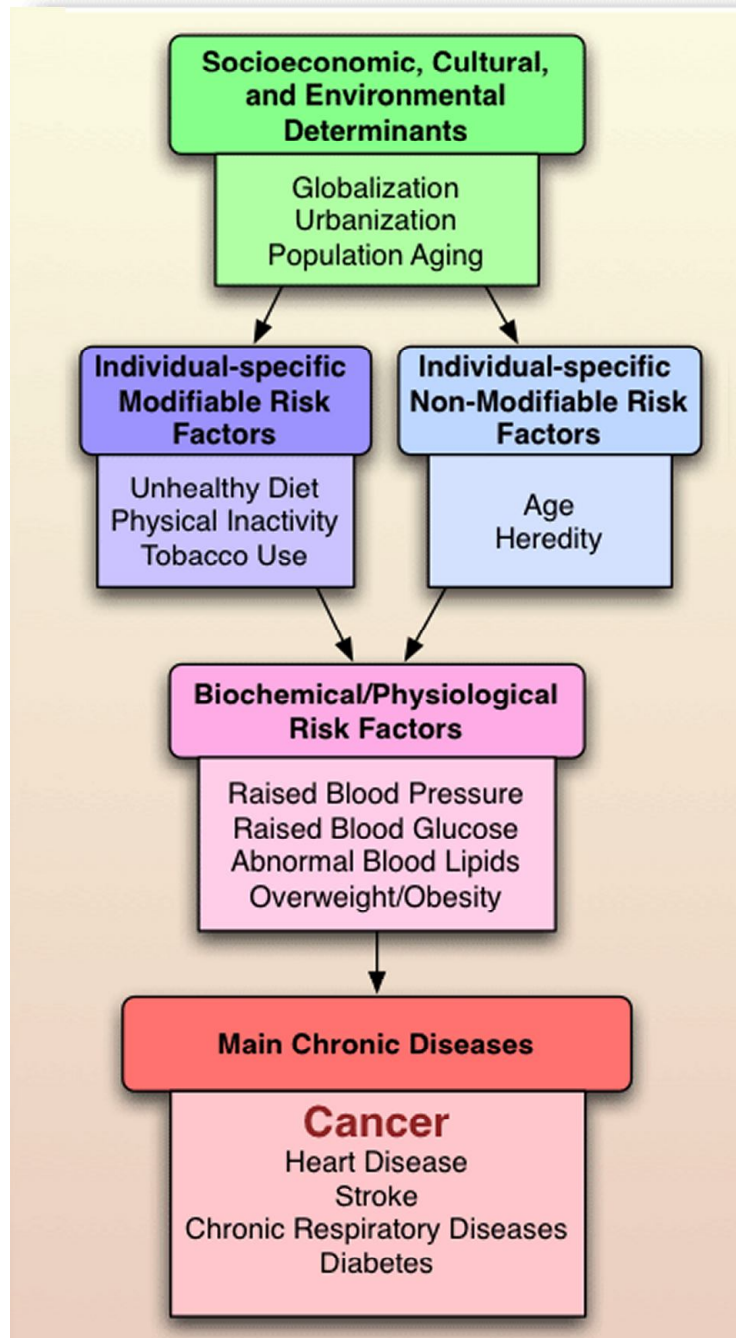 Socioeconomic, Cultural,
and Environmental
Determinants
Globalization
Urbanization
Population Aging
Individual-specific
Modifiable Risk
Factors
Unhealthy Diet
Physical Inactivity
Tobacco Use
Individual-specific
Non-Modifiable Risk
Factors
Age
Heredity
Biochemical/Physiological
Risk Factors
Raised Blood Pressure
Raised Blood Glucose
Abnormal Blood Lipids
Overweight/Obesity
Main Chronic Diseases
Cancer
Heart Disease
Stroke
Chronic Respiratory Diseases
Diabetes